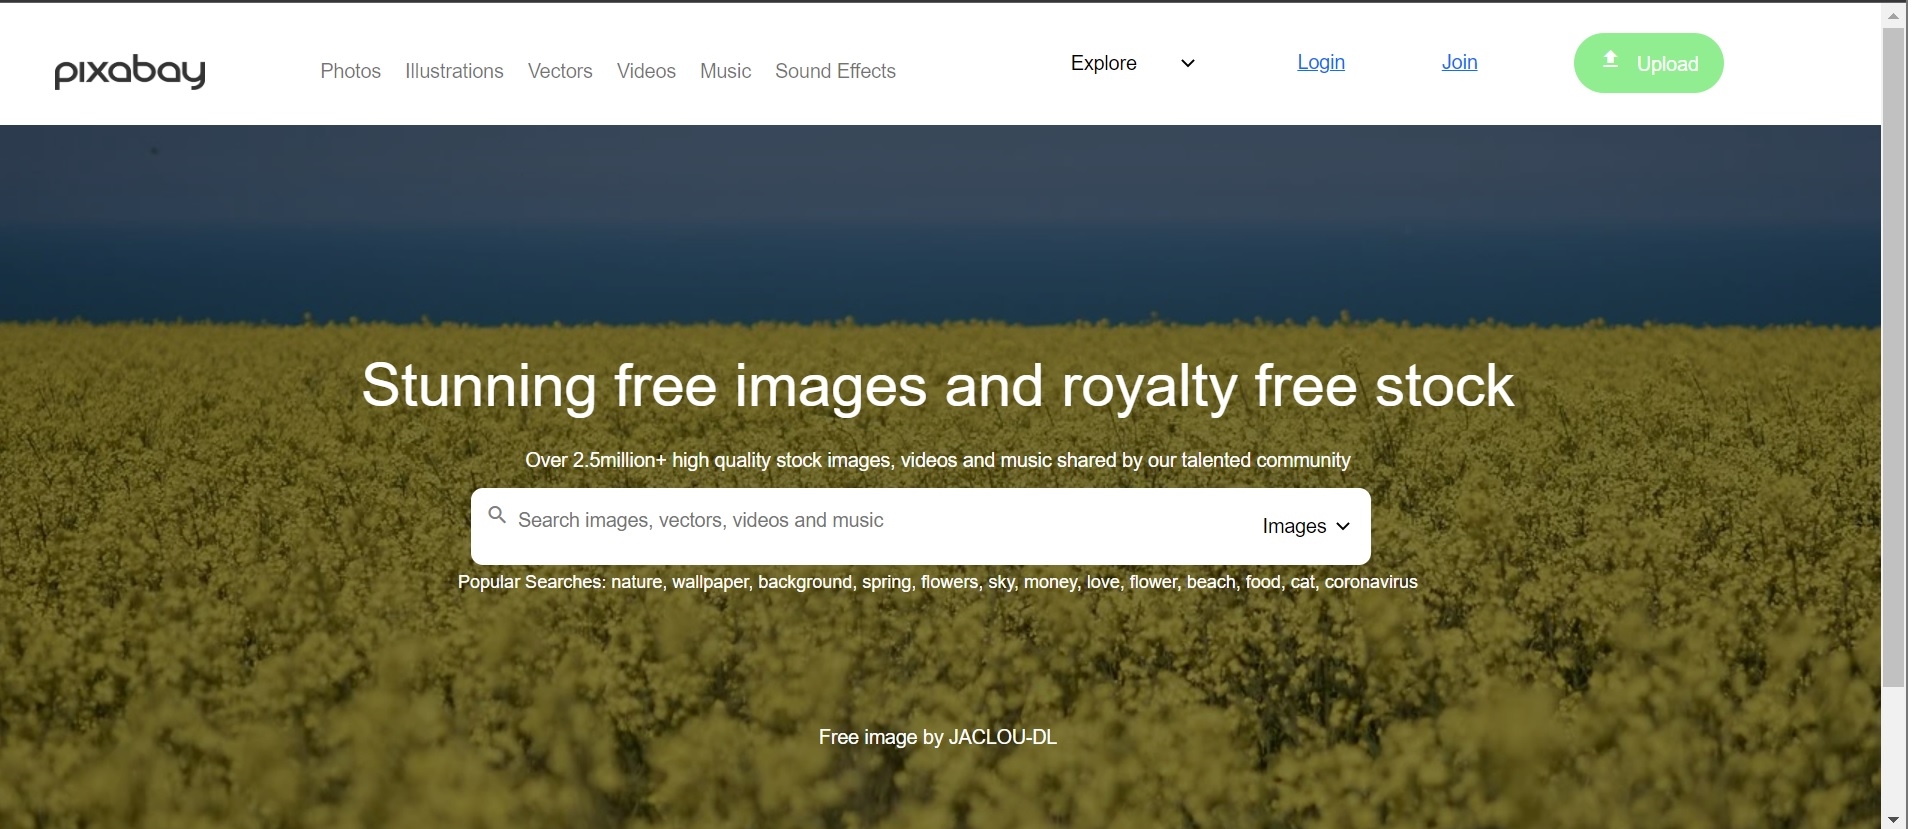 pixabay
Photos Illustrations Vectors Videos Music Sound Effects Explore Login Join Upload
Stunning free images and royalty free stock
Over 2.5million+ high quality stock images, videos and music shared by our talented community
Search images, vectors, videos and music Images
Popular Searches: nature, wallpaper, background, spring, flowers, sky, money, love, flower, beach, food, cat, coronavirus
Free image by JACLOU-DL